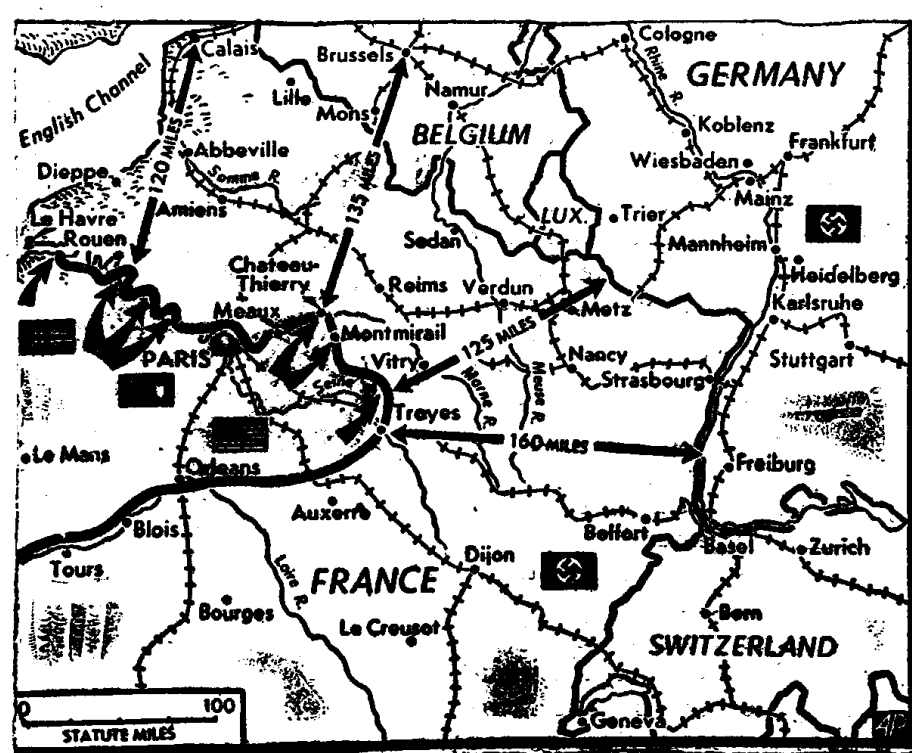 Calais
Brussels
Cologne
Rhine R.
GERMANY
English Channel
Lille
Mons
Namur
BELGIUM
Koblenz
Frankfurt
Wiesbaden
Mainz
Dieppe
Abbeville
Somme R.
120 MILES
135 MILES
Le Havre
Rouen
Amiens
Sedan
LUX.
Trier
Mannheim
Heidelberg
Chateau-
Thierry
Reims
Verdun
Metz
Karlsruhe
Meaux
Montmirail
125 MILES
PARIS
Vitry
Marne R.
Meuse R.
Nancy
Strasbourg
Stuttgart
Seine
Troyes
160 MILES
Le Mans
Orleans
Freiburg
Blois
Auxerre
Belfort
Basel
Zurich
Tours
Loire R.
FRANCE
Dijon
Bourges
Le Creusot
Bern
SWITZERLAND
Geneva
0 100
STATUTE MILES
AP